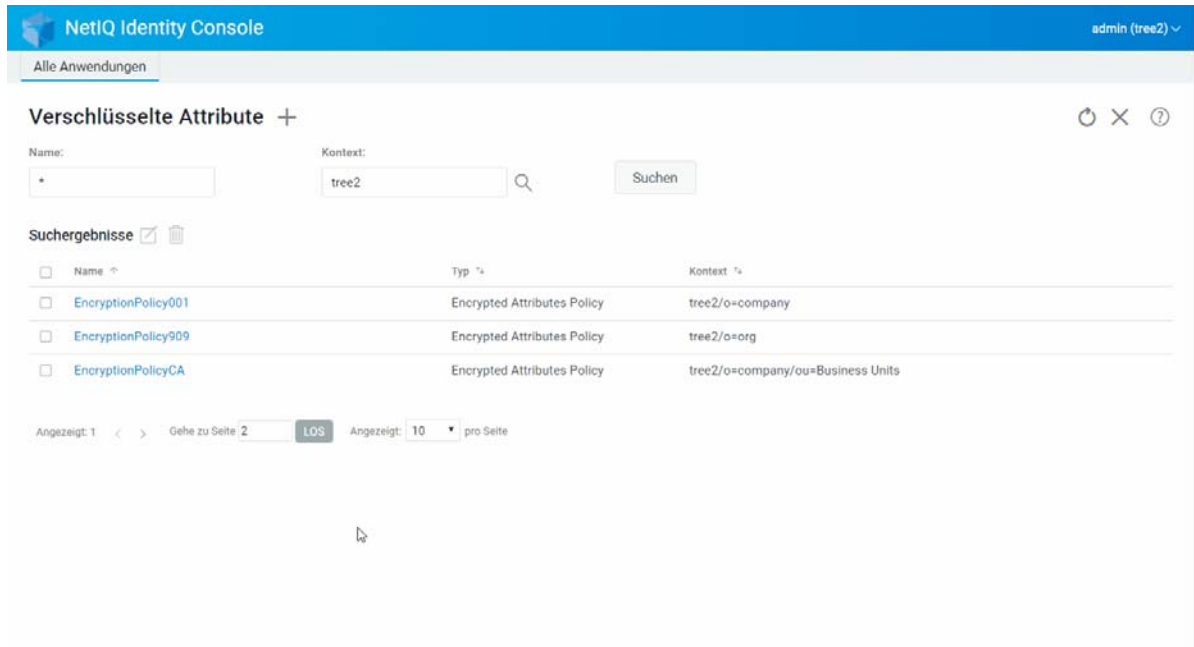 NetIQ Identity Console admin (tree2)
Alle Anwendungen
Verschlüsselte Attribute
Name: Kontext:
* tree2 Suchen
Suchergebnisse
Name Typ Kontext
EncryptionPolicy001 Encrypted Attributes Policy tree2/o=company
EncryptionPolicy909 Encrypted Attributes Policy tree2/o=org
EncryptionPolicyCA Encrypted Attributes Policy tree2/o=company/ou=Business Units
Angezeigt: 1 < > Gehe zu Seite 2 LOS Angezeigt: 10 pro Seite